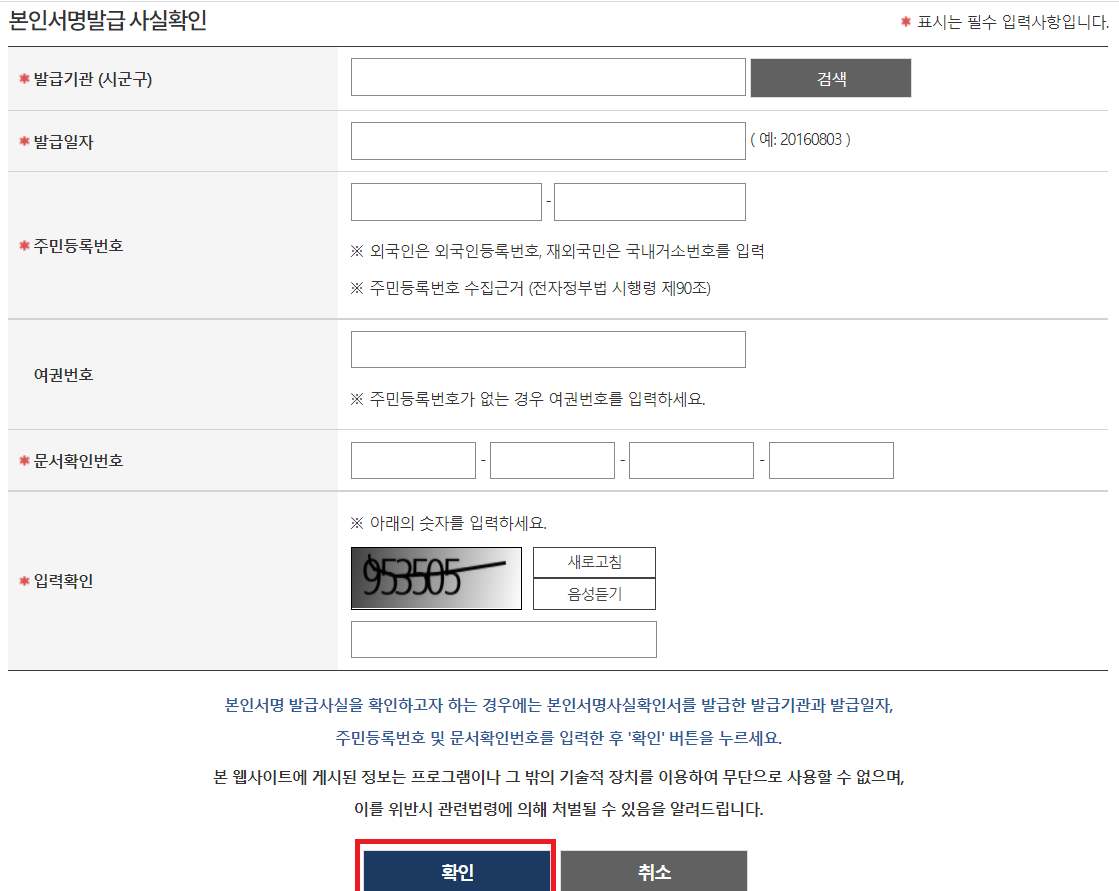 본인서명발급 사실확인
* 표시는 필수 입력사항입니다.
* 발급기관 (시군구)
검색
* 발급일자
( 예: 20160803 )
* 주민등록번호
-
※ 외국인은 외국인등록번호, 재외국민은 국내거소번호를 입력
※ 주민등록번호 수집근거 (전자정부법 시행령 제90조)
여권번호
※ 주민등록번호가 없는 경우 여권번호를 입력하세요.
* 문서확인번호
- - -
* 입력확인
※ 아래의 숫자를 입력하세요.
953505
새로고침
음성듣기
본인서명 발급사실을 확인하고자 하는 경우에는 본인서명사실확인서를 발급한 발급기관과 발급일자,
주민등록번호 및 문서확인번호를 입력한 후 '확인' 버튼을 누르세요.
본 웹사이트에 게시된 정보는 프로그램이나 그 밖의 기술적 장치를 이용하여 무단으로 사용할 수 없으며,
이를 위반시 관련법령에 의해 처벌될 수 있음을 알려드립니다.
확인
취소